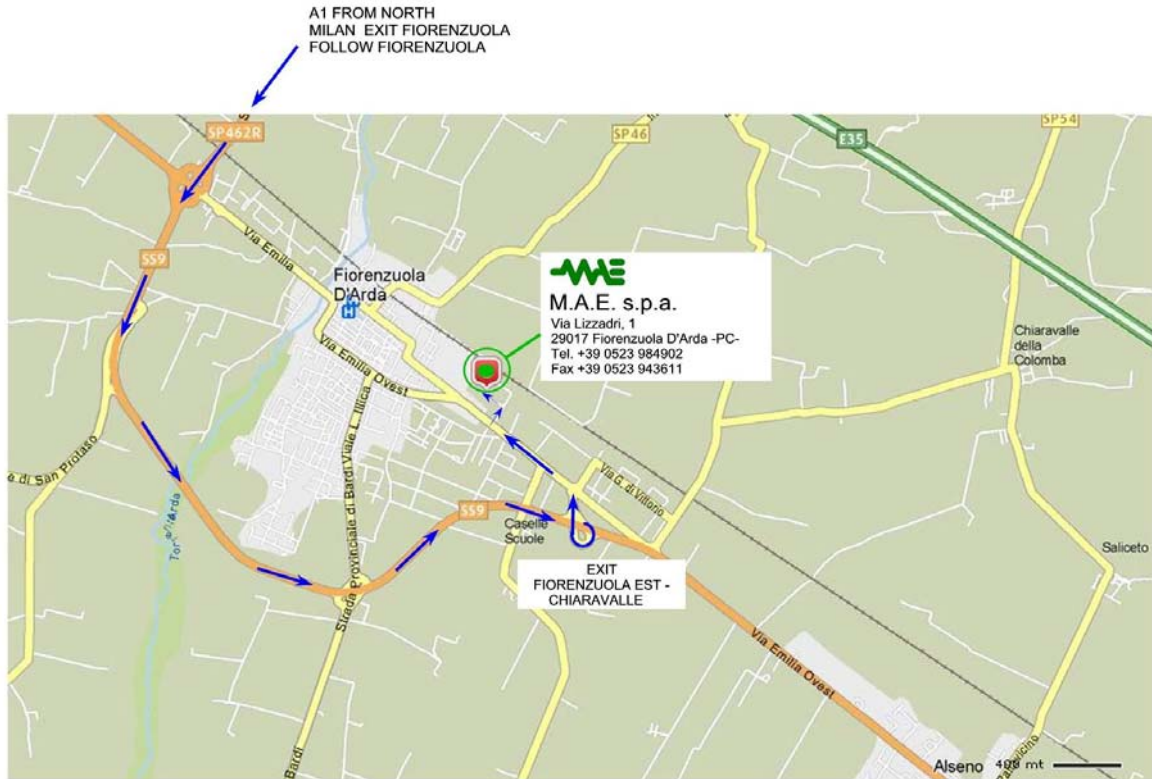 A1 FROM NORTH
MILAN EXIT FIORENZUOLA
FOLLOW FIORENZUOLA
SP462R
SP46
E35
SP54
SS9
Via Emilia
Fiorenzuola
D'Arda
H
MAE
M.A.E. s.p.a.
Via Lizzadri, 1
29017 Fiorenzuola D'Arda -PC-
Tel. +39 0523 984902
Fax +39 0523 943611
Chiaravalle
della
Colomba
Via Emilia Ovest
a di San Protaso
Strada Provinciale di Bardi Viale L. Illica
Via G. di Vittorio
SS9
Caselle
Scuole
EXIT
FIORENZUOLA EST -
CHIARAVALLE
Saliceto
Via Emilia Ovest
Bardi
Alseno
400 mt